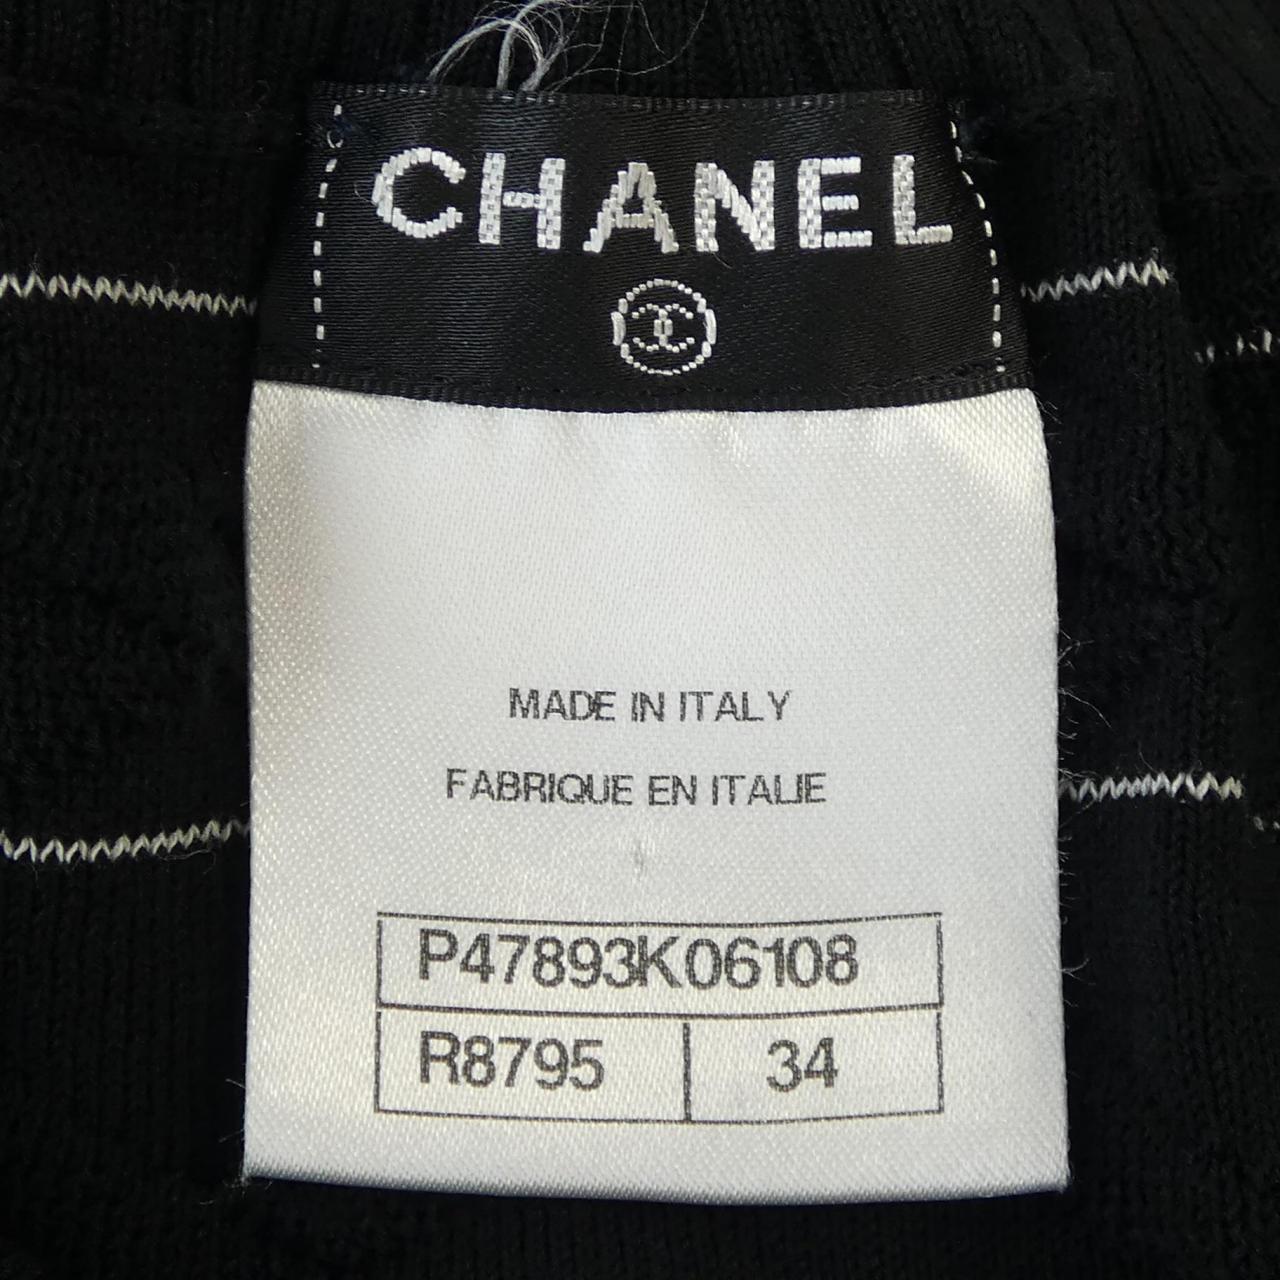 CHANEL
MADE IN ITALY
FABRIQUE EN ITALIE
P47893K06108
R8795 34